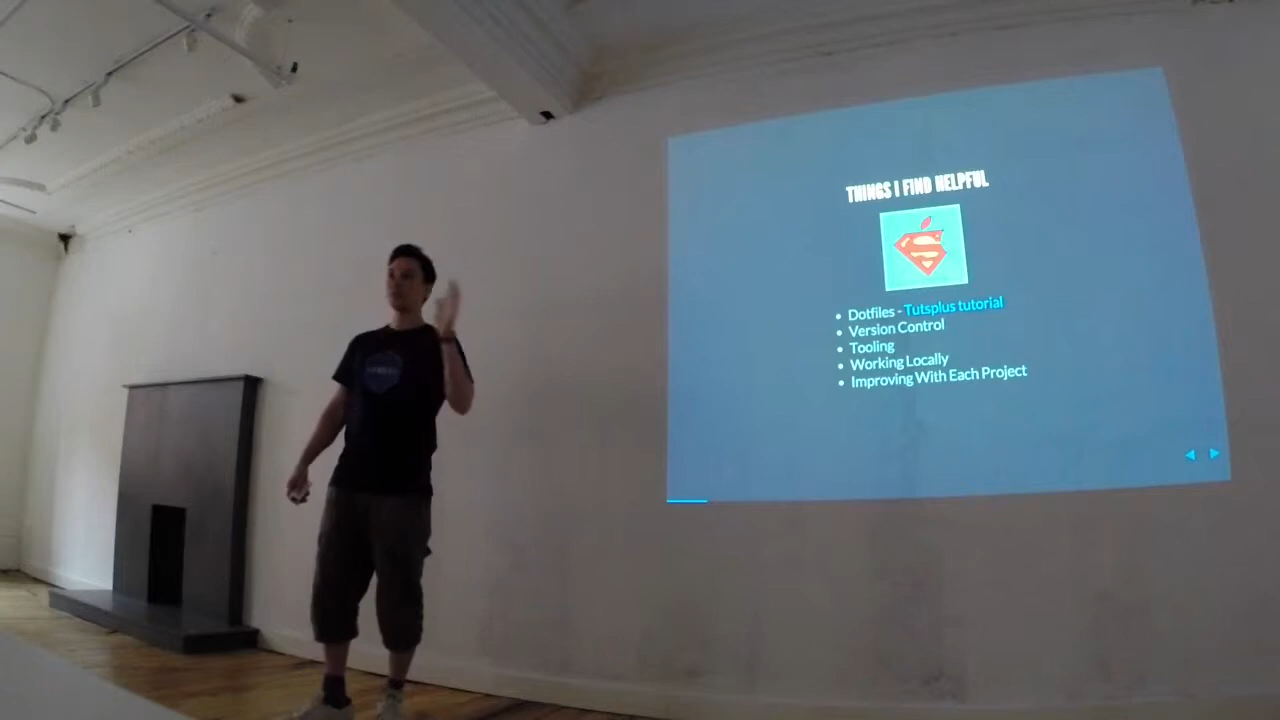 THINGS I FIND HELPFUL
Dotfiles - Tutsplus tutorial
Version Control
Tooling
Working Locally
Improving With Each Project